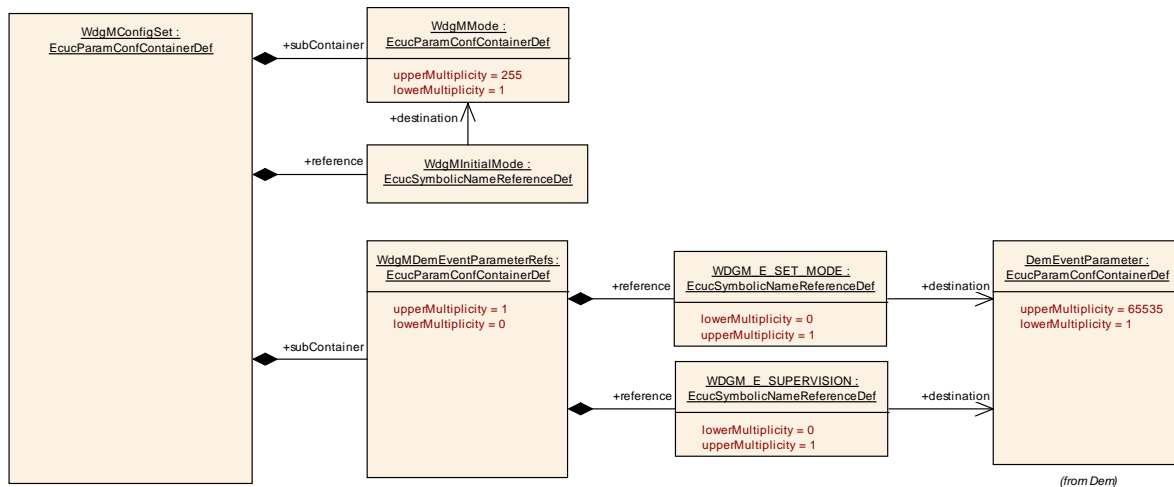 WdgMConfigSet :
EcucParamConfContainerDef
+subContainer
WdgMMode :
EcucParamConfContainerDef
upperMultiplicity = 255
lowerMultiplicity = 1
+destination
+reference
WdgMInitialMode :
EcucSymbolicNameReferenceDef
+subContainer
WdgMDemEventParameterRefs :
EcucParamConfContainerDef
upperMultiplicity = 1
lowerMultiplicity = 0
+reference
WDGM_E_SET_MODE :
EcucSymbolicNameReferenceDef
lowerMultiplicity = 0
upperMultiplicity = 1
+destination
+reference
WDGM_E_SUPERVISION :
EcucSymbolicNameReferenceDef
lowerMultiplicity = 0
upperMultiplicity = 1
+destination
DemEventParameter :
EcucParamConfContainerDef
upperMultiplicity = 65535
lowerMultiplicity = 1
(from Dem)